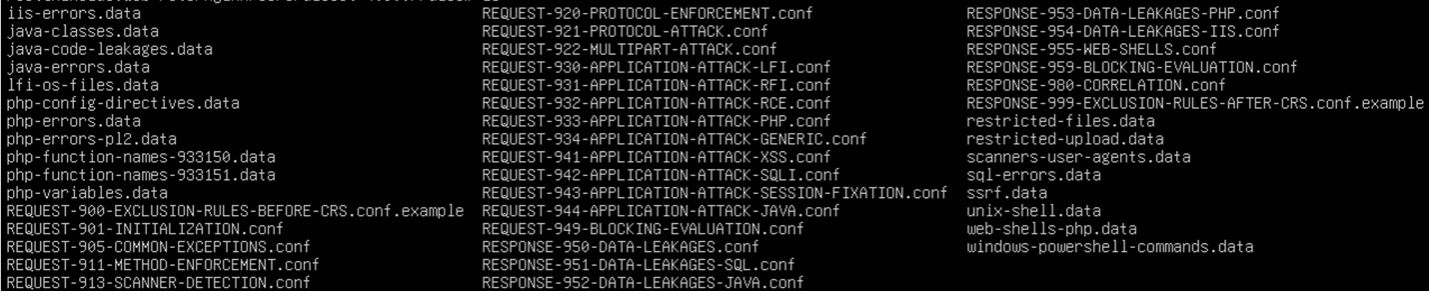 iis-errors.data REQUEST-920-PROTOCOL-ENFORCEMENT.conf RESPONSE-953-DATA-LEAKAGES-PHP.conf
java-classes.data REQUEST-921-PROTOCOL-ATTACK.conf RESPONSE-954-DATA-LEAKAGES-IIS.conf
java-code-leakages.data REQUEST-922-MULTIPART-ATTACK.conf RESPONSE-955-WEB-SHELLS.conf
java-errors.data REQUEST-930-APPLICATION-ATTACK-LFI.conf RESPONSE-959-BLOCKING-EVALUATION.conf
lfi-os-files.data REQUEST-931-APPLICATION-ATTACK-RFI.conf RESPONSE-980-CORRELATION.conf
php-config-directives.data REQUEST-932-APPLICATION-ATTACK-RCE.conf RESPONSE-999-EXCLUSION-RULES-AFTER-CRS.conf.example
php-errors.data REQUEST-933-APPLICATION-ATTACK-PHP.conf restricted-files.data
php-errors-pl2.data REQUEST-934-APPLICATION-ATTACK-GENERIC.conf restricted-upload.data
php-function-names-933150.data REQUEST-941-APPLICATION-ATTACK-XSS.conf scanners-user-agents.data
php-function-names-933151.data REQUEST-942-APPLICATION-ATTACK-SQLI.conf sql-errors.data
php-variables.data REQUEST-943-APPLICATION-ATTACK-SESSION-FIXATION.conf ssrf.data
REQUEST-900-EXCLUSION-RULES-BEFORE-CRS.conf.example REQUEST-944-APPLICATION-ATTACK-JAVA.conf unix-shell.data
REQUEST-901-INITIALIZATION.conf REQUEST-949-BLOCKING-EVALUATION.conf web-shells-php.data
REQUEST-905-COMMON-EXCEPTIONS.conf RESPONSE-950-DATA-LEAKAGES.conf windows-powershell-commands.data
REQUEST-911-METHOD-ENFORCEMENT.conf RESPONSE-951-DATA-LEAKAGES-SQL.conf
REQUEST-913-SCANNER-DETECTION.conf RESPONSE-952-DATA-LEAKAGES-JAVA.conf